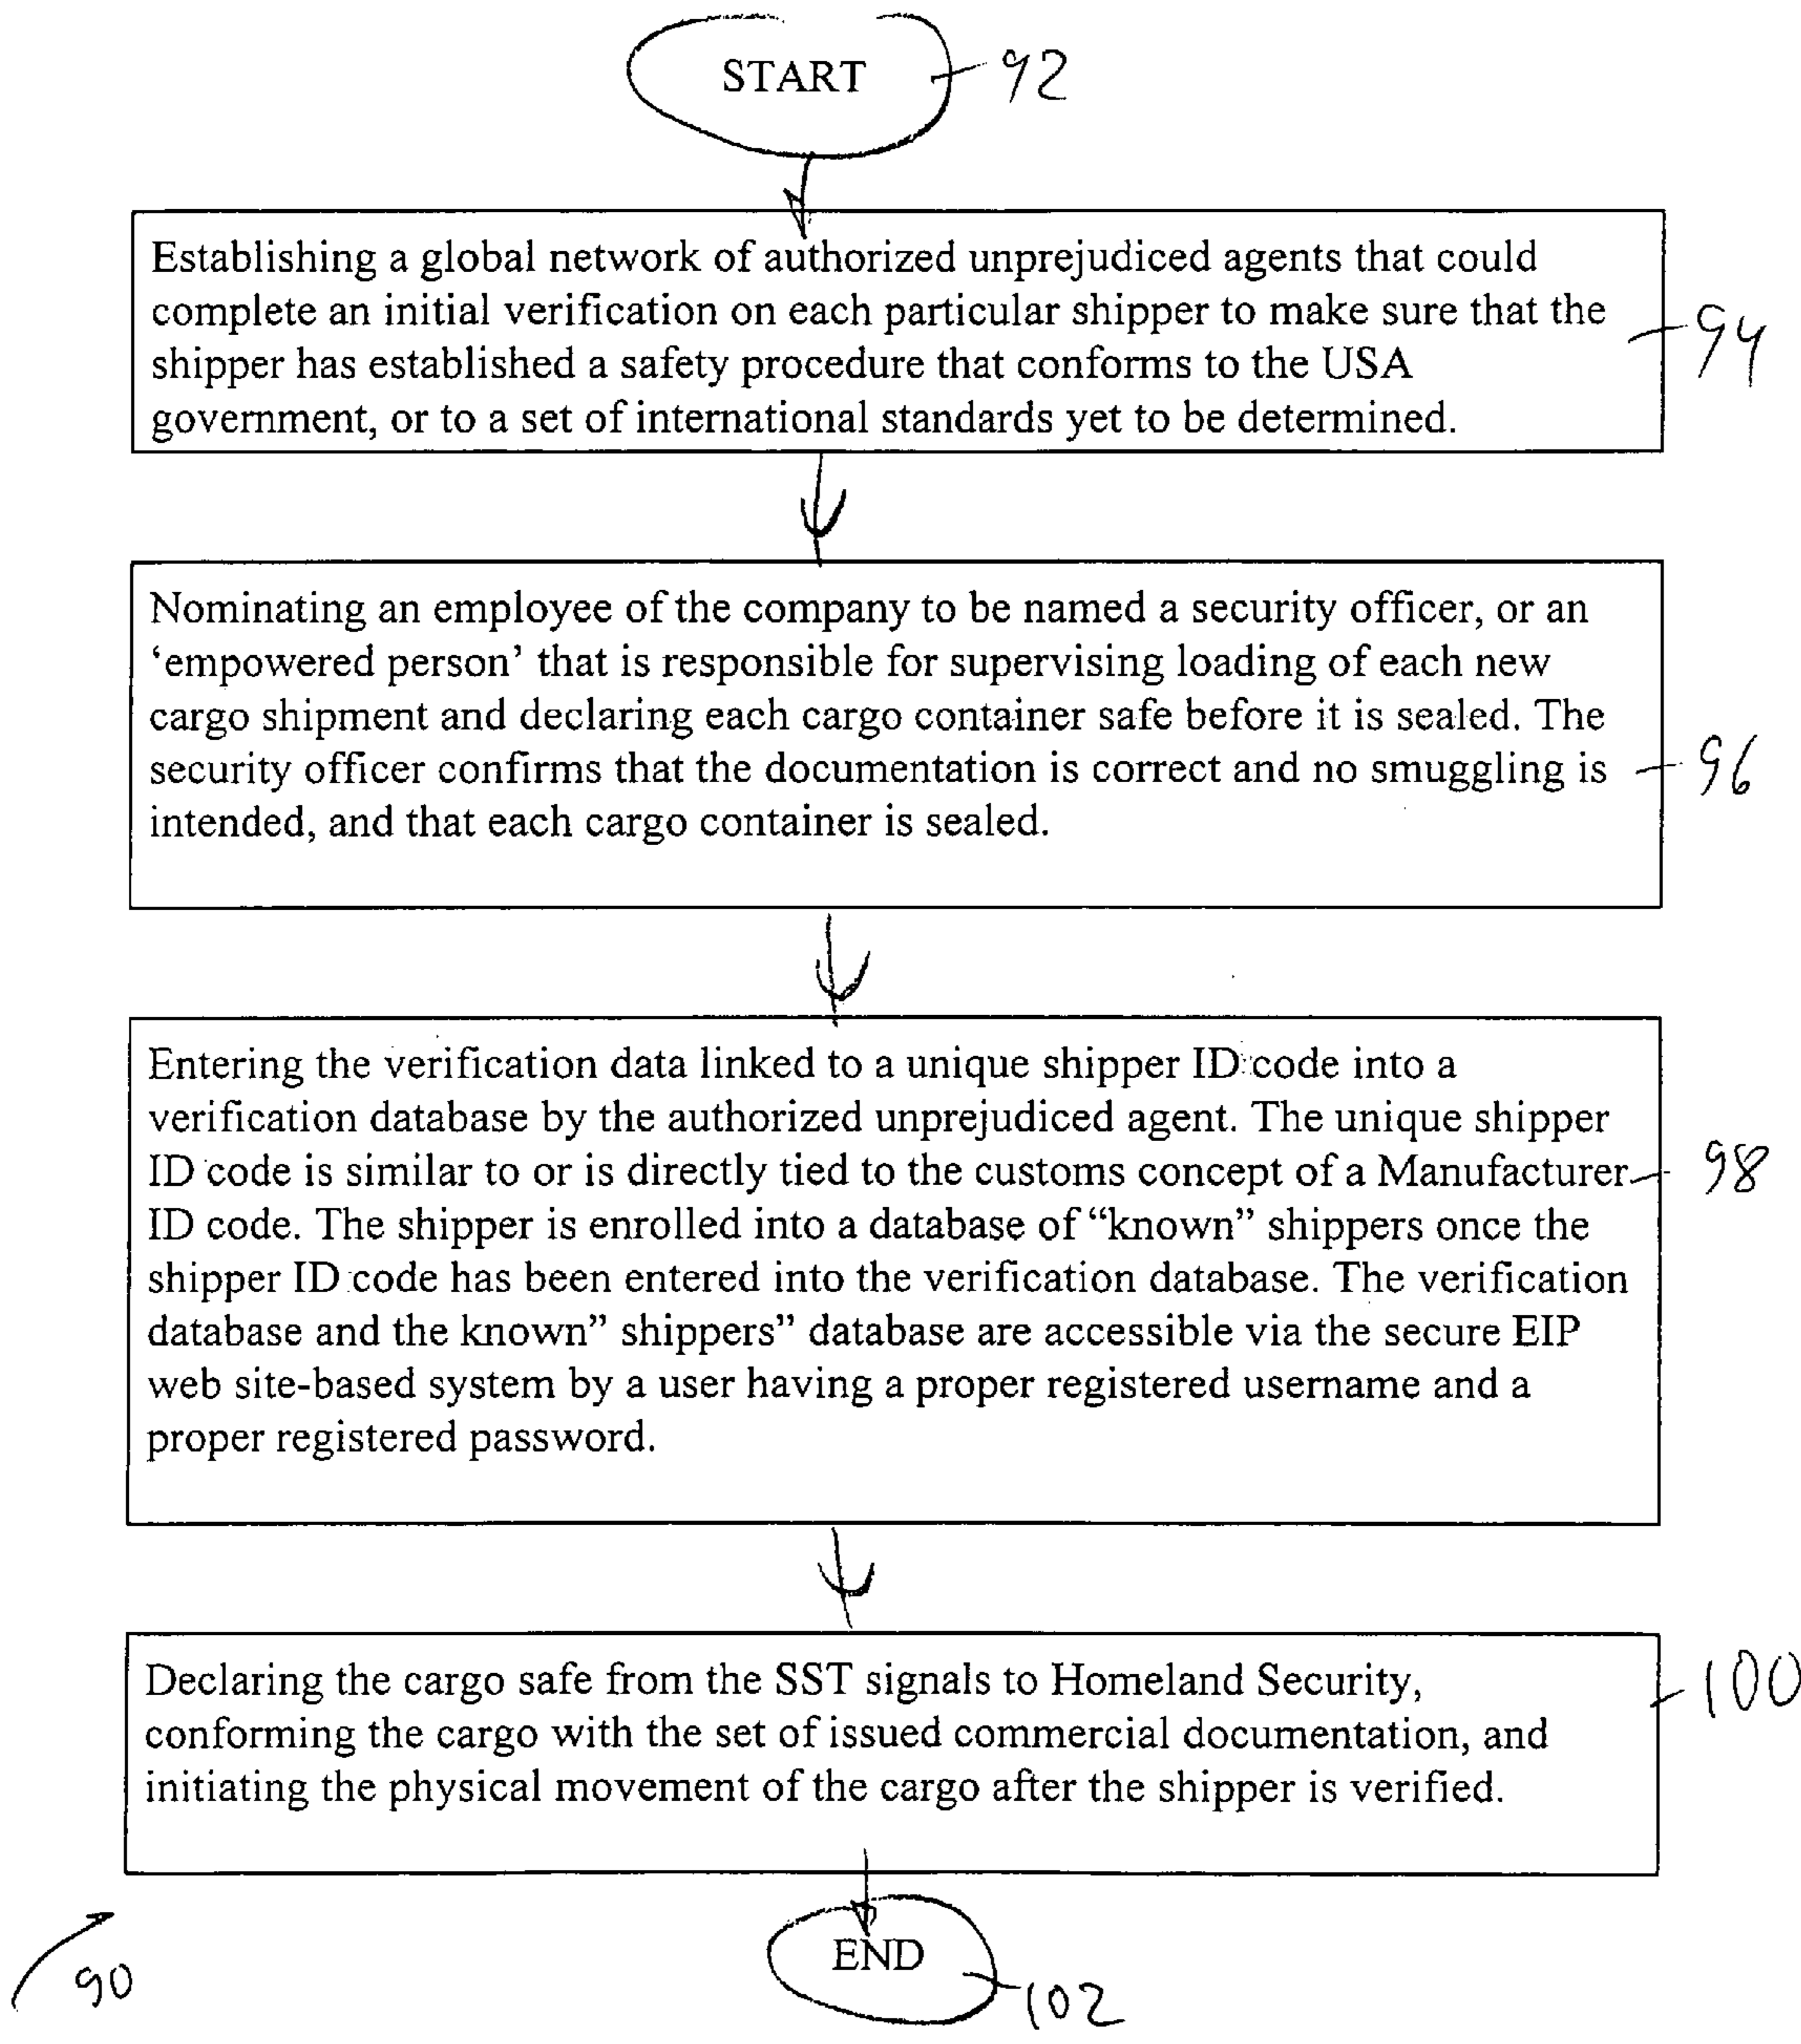 START 92
Establishing a global network of authorized unprejudiced agents that could
complete an initial verification on each particular shipper to make sure that the
shipper has established a safety procedure that conforms to the USA
government, or to a set of international standards yet to be determined.
94
Nominating an employee of the company to be named a security officer, or an
‘empowered person’ that is responsible for supervising loading of each new
cargo shipment and declaring each cargo container safe before it is sealed. The
security officer confirms that the documentation is correct and no smuggling is
intended, and that each cargo container is sealed.
96
Entering the verification data linked to a unique shipper ID code into a
verification database by the authorized unprejudiced agent. The unique shipper
ID code is similar to or is directly tied to the customs concept of a Manufacturer
ID code. The shipper is enrolled into a database of “known” shippers once the
shipper ID code has been entered into the verification database. The verification
database and the known” shippers” database are accessible via the secure EIP
web site-based system by a user having a proper registered username and a
proper registered password.
98
Declaring the cargo safe from the SST signals to Homeland Security,
conforming the cargo with the set of issued commercial documentation, and
initiating the physical movement of the cargo after the shipper is verified.
100
END
90
102